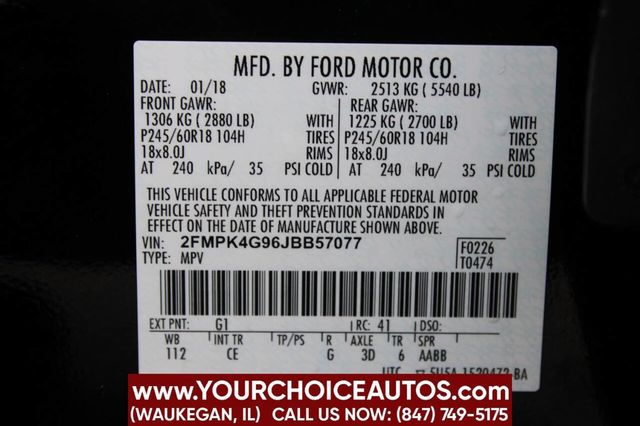 MFD. BY FORD MOTOR CO.
DATE: 01/18 GVWR: 2513 KG ( 5540 LB)
FRONT GAWR: REAR GAWR:
1306 KG ( 2880 LB) WITH 1225 KG ( 2700 LB) WITH
P245/60R18 104H TIRES P245/60R18 104H TIRES
18x8.0J RIMS 18x8.0J RIMS
AT 240 kPa/ 35 PSI COLD AT 240 kPa/ 35 PSI COLD
THIS VEHICLE CONFORMS TO ALL APPLICABLE FEDERAL MOTOR
VEHICLE SAFETY AND THEFT PREVENTION STANDARDS IN
EFFECT ON THE DATE OF MANUFACTURE SHOWN ABOVE.
VIN: 2FMPK4G96JBB57077 F0226
TYPE: MPV T0474
EXT PNT: G1 RC: 41 DSO:
WB INT TR TP/PS R AXLE TR SPR
112 CE G 3D 6 AABB
UTC 5U5A-1520472-BA
WWW.YOURCHOICEAUTOS.COM
(WAUKEGAN, IL) CALL US FROM: (847) 749-5175